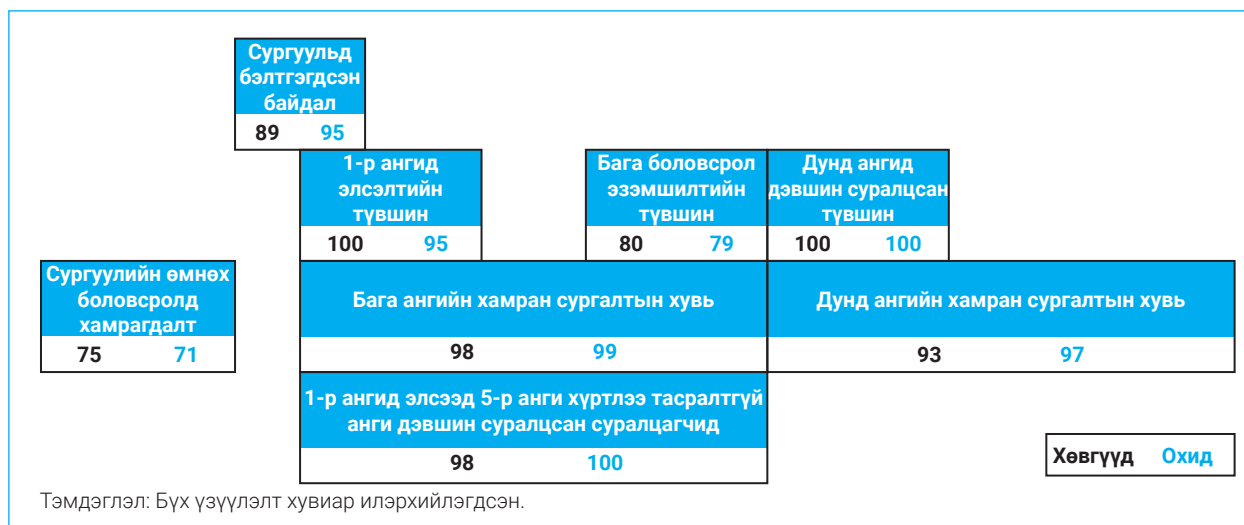 Сургуульд
бэлтгэгдсэн
байдал
89 95
1-р ангид
элсэлтийн
түвшин
100 95
Бага боловсрол
эзэмшилтийн
түвшин
80 79
Дунд ангид
дэвшин суралцсан
түвшин
100 100
Сургуулийн өмнөх
боловсролд
хамрагдалт
75 71
Бага ангийн хамран сургалтын хувь
98 99
Дунд ангийн хамран сургалтын хувь
93 97
1-р ангид элсээд 5-р анги хүртлээ тасралтгүй
анги дэвшин суралцсан суралцагчид
98 100
Хөвгүүд Охид
Тэмдэглэл: Бүх үзүүлэлт хувиар илэрхийлэгдсэн.